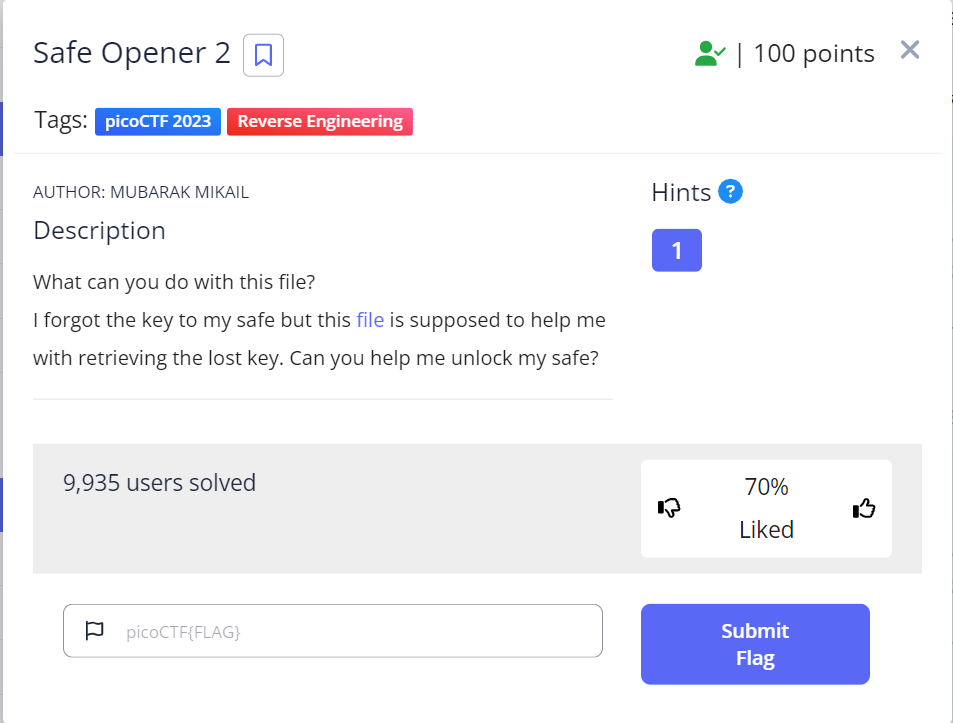 Safe Opener 2
| 100 points
Tags: picoCTF 2023 Reverse Engineering
AUTHOR: MUBARAK MIKAIL
Hints ?
Description
1
What can you do with this file?
I forgot the key to my safe but this file is supposed to help me
with retrieving the lost key. Can you help me unlock my safe?
9,935 users solved
70%
Liked
picoCTF{FLAG}
Submit
Flag